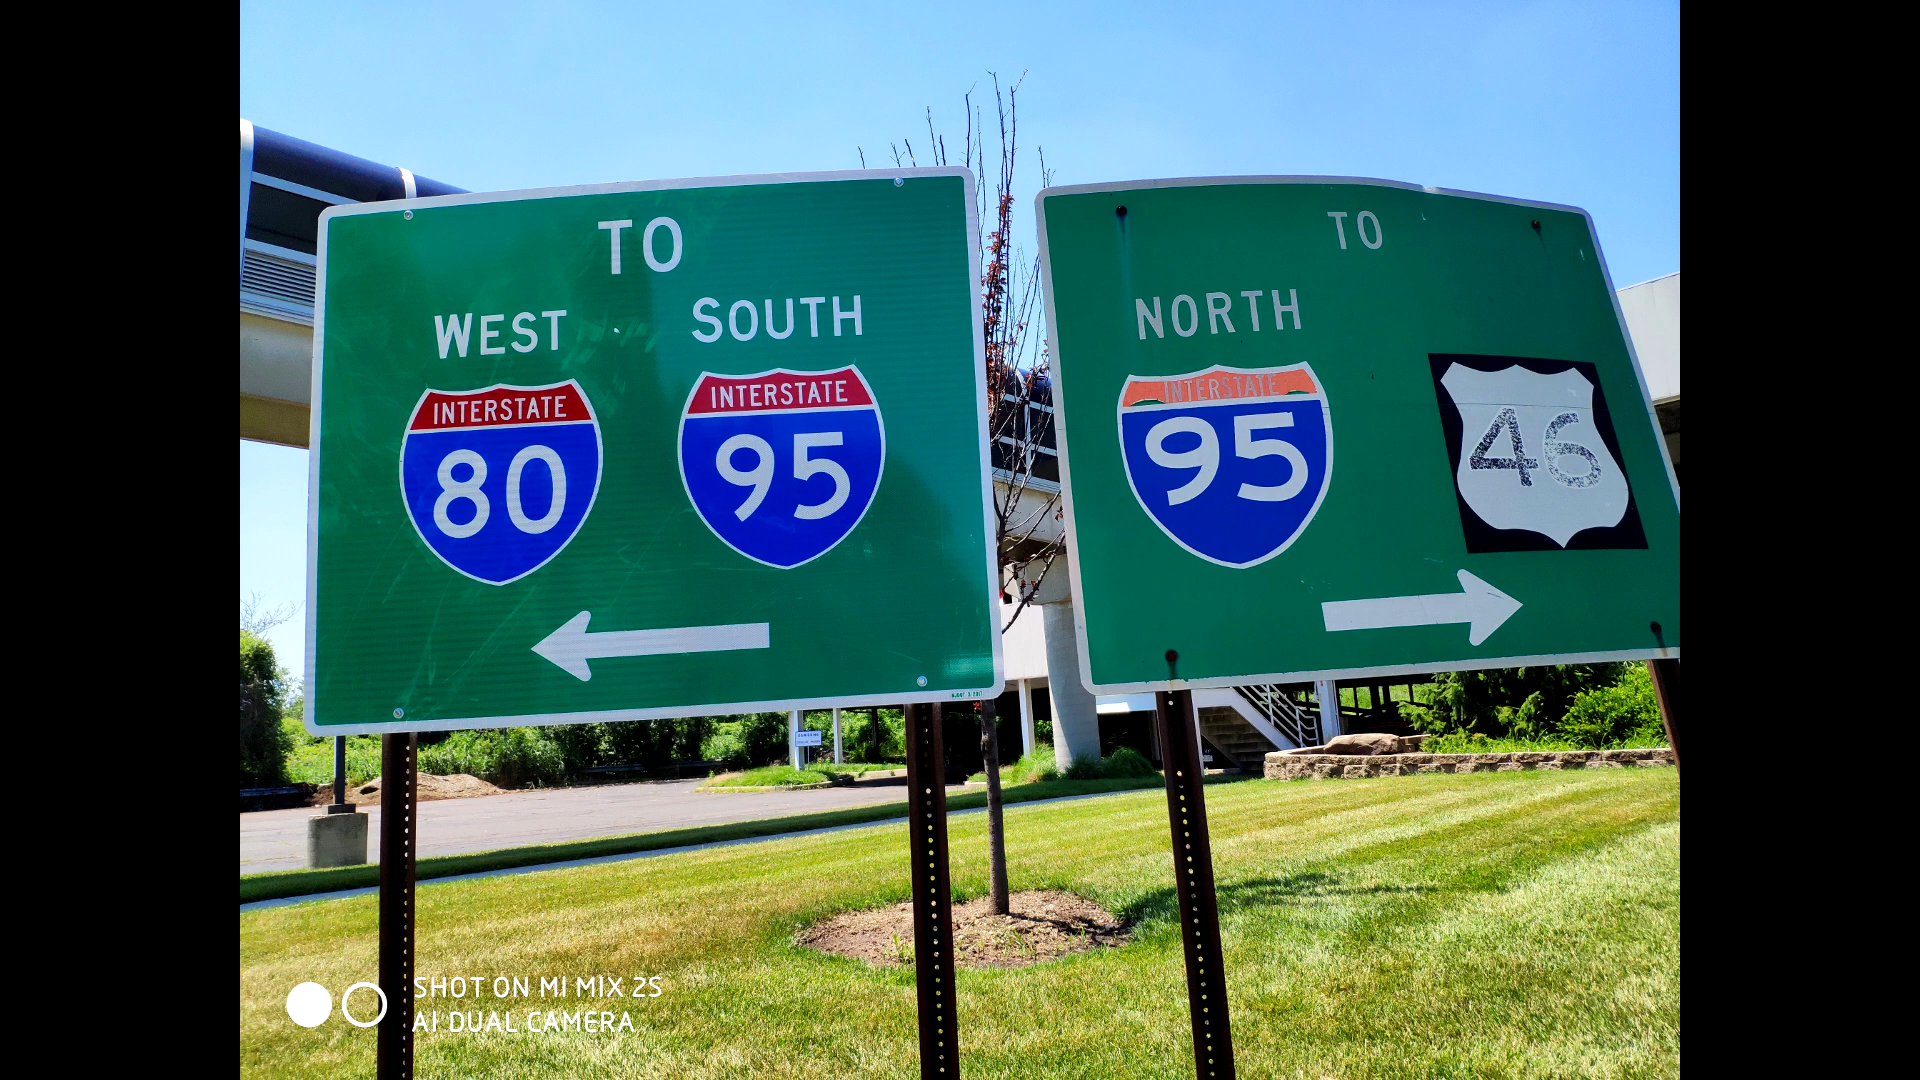 TO
WEST SOUTH
INTERSTATE INTERSTATE
80 95
TO
NORTH
INTERSTATE
95 46
SHOT ON MI MIX 2S
AI DUAL CAMERA